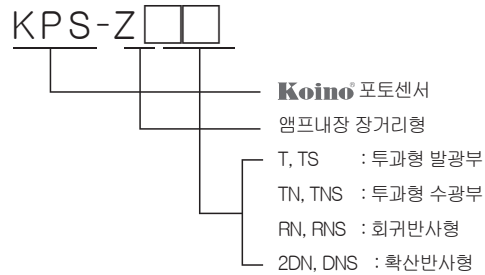 KPS-Z□□
Koino® 포토센서
앰프내장 장거리형
T, TS : 투과형 발광부
TN, TNS : 투과형 수광부
RN, RNS : 회귀반사형
2DN, DNS : 확산반사형